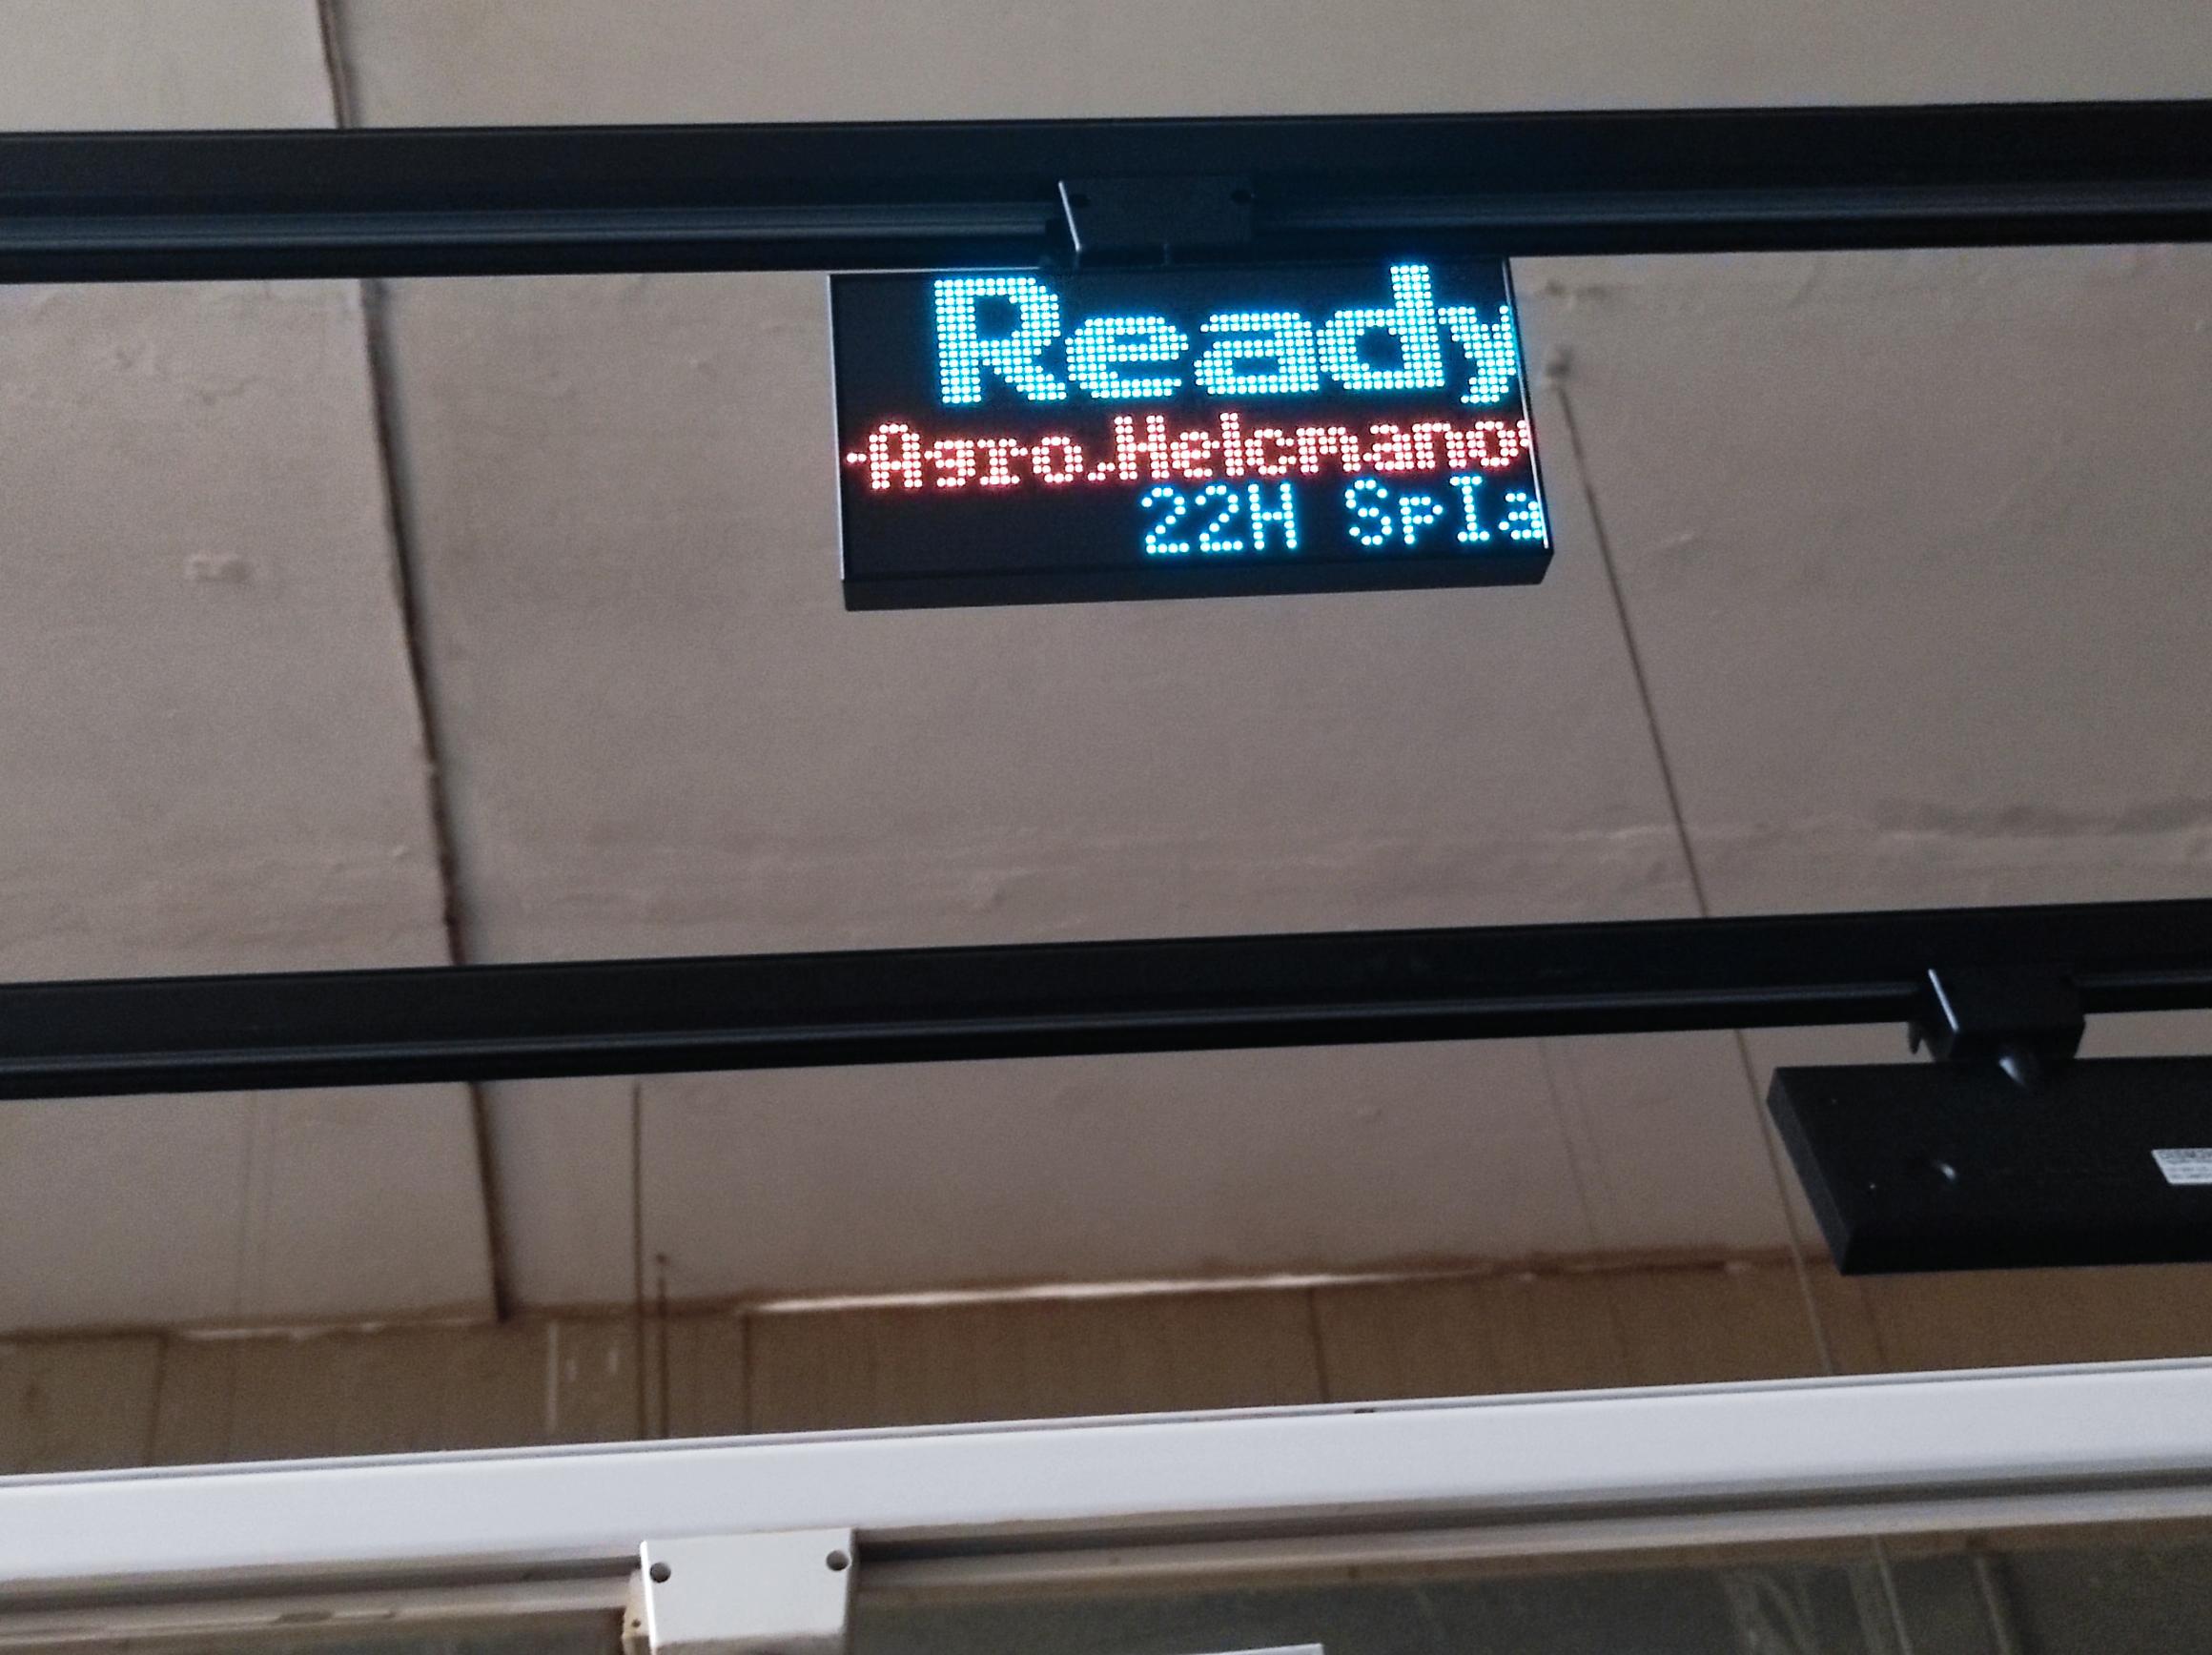 Ready
-Agro.Helcmano
22H SpIa